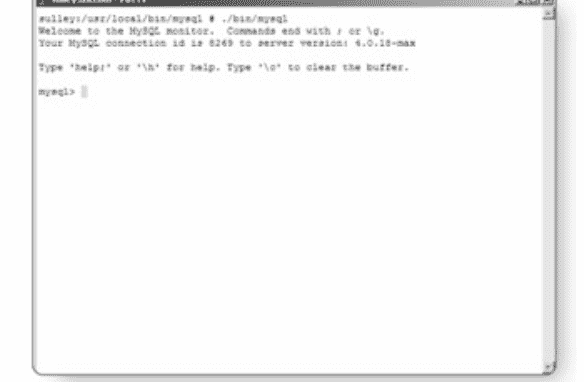 sulley:/usr/local/bin/mysql # ./bin/mysql
Welcome to the MySQL monitor.  Commands end with ; or \g.
Your MySQL connection id is 8269 to server version: 4.0.18-max
Type 'help;' or '\h' for help. Type '\c' to clear the buffer.
mysql>